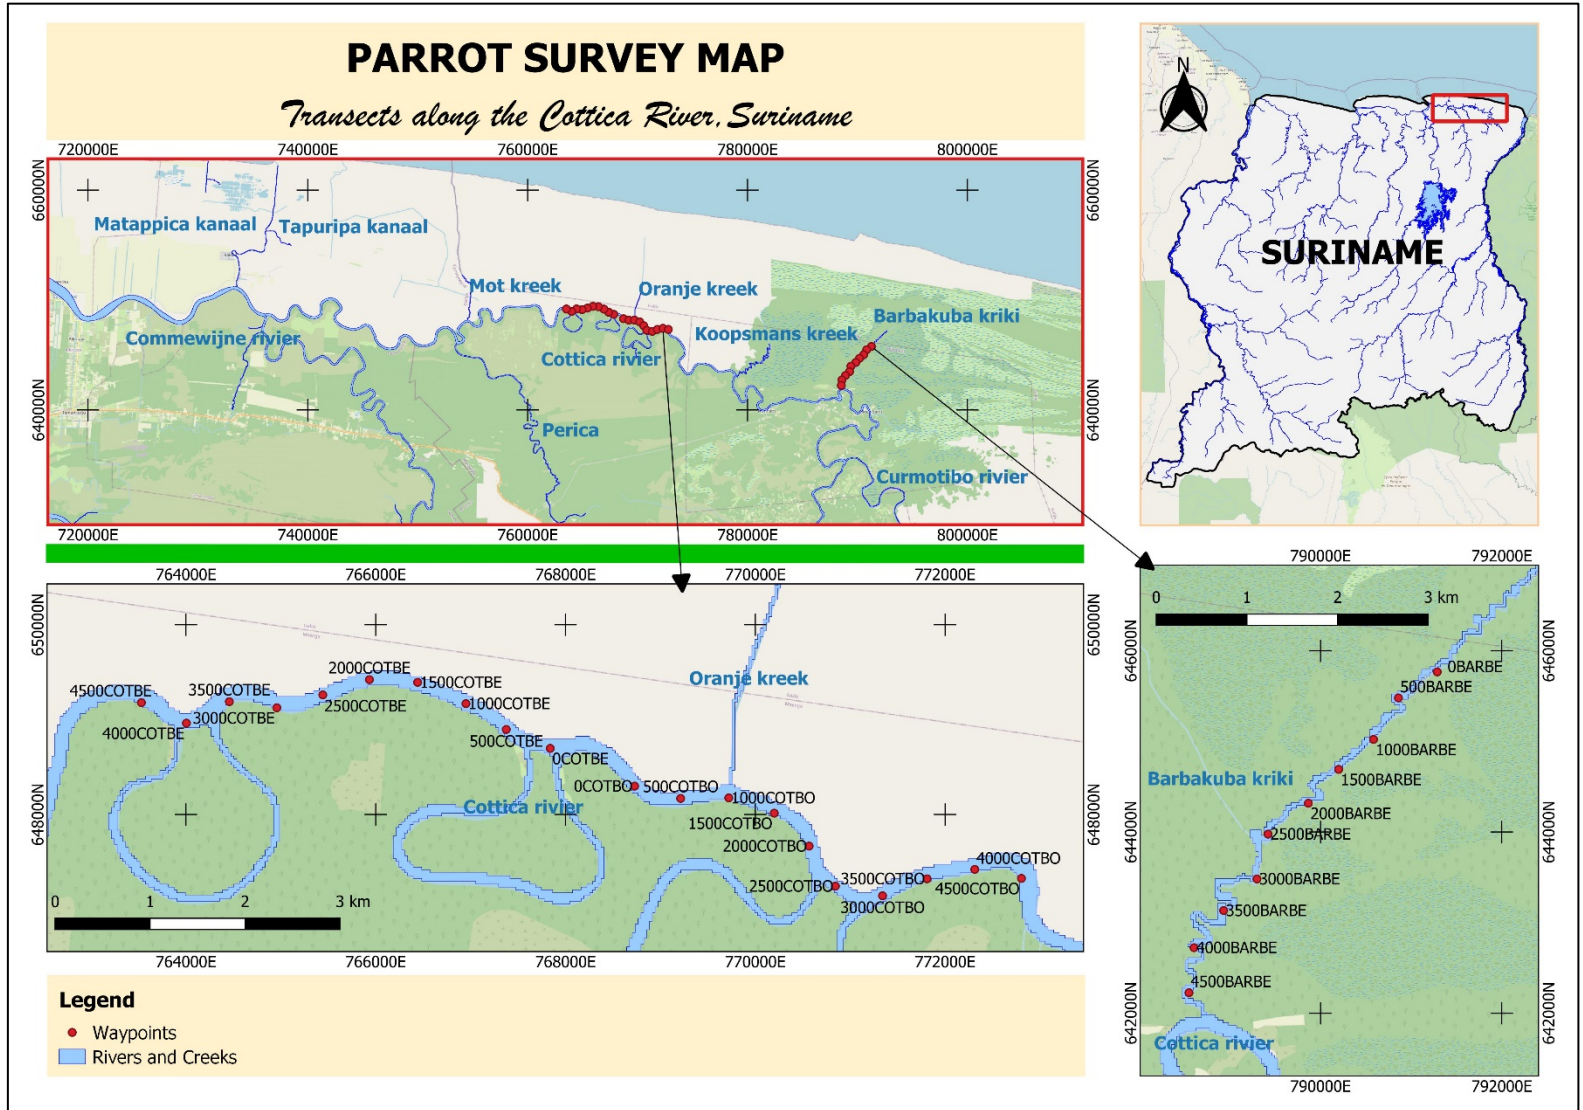 PARROT SURVEY MAP
Transects along the Cottica River, Suriname
720000E 740000E 760000E 780000E 800000E
660000N 660000N
640000N 640000N
Matappica kanaal
Tapuripa kanaal
Mot kreek
Oranje kreek
Koopsmans kreek
Barbakuba kriki
Commewijne rivier
Cottica rivier
Perica
Curmotibo rivier
720000E 740000E 760000E 780000E 800000E
N
SURINAME
764000E 766000E 768000E 770000E 772000E
650000N 650000N
648000N 648000N
4500COTBE
4000COTBE
3500COTBE
3000COTBE
2500COTBE
2000COTBE
1500COTBE
1000COTBE
500COTBE
0COTBE
0COTBO
500COTBO
1000COTBO
1500COTBO
2000COTBO
2500COTBO
3000COTBO
3500COTBO
4000COTBO
4500COTBO
Oranje kreek
Cottica rivier
0 1 2 3 km
764000E 766000E 768000E 770000E 772000E
790000E 792000E
0 1 2 3 km
646000N 646000N
644000N 644000N
642000N 642000N
0BARBE
500BARBE
1000BARBE
1500BARBE
2000BARBE
2500BARBE
3000BARBE
3500BARBE
4000BARBE
4500BARBE
Barbakuba kriki
Cottica rivier
790000E 792000E
Legend
Waypoints
Rivers and Creeks